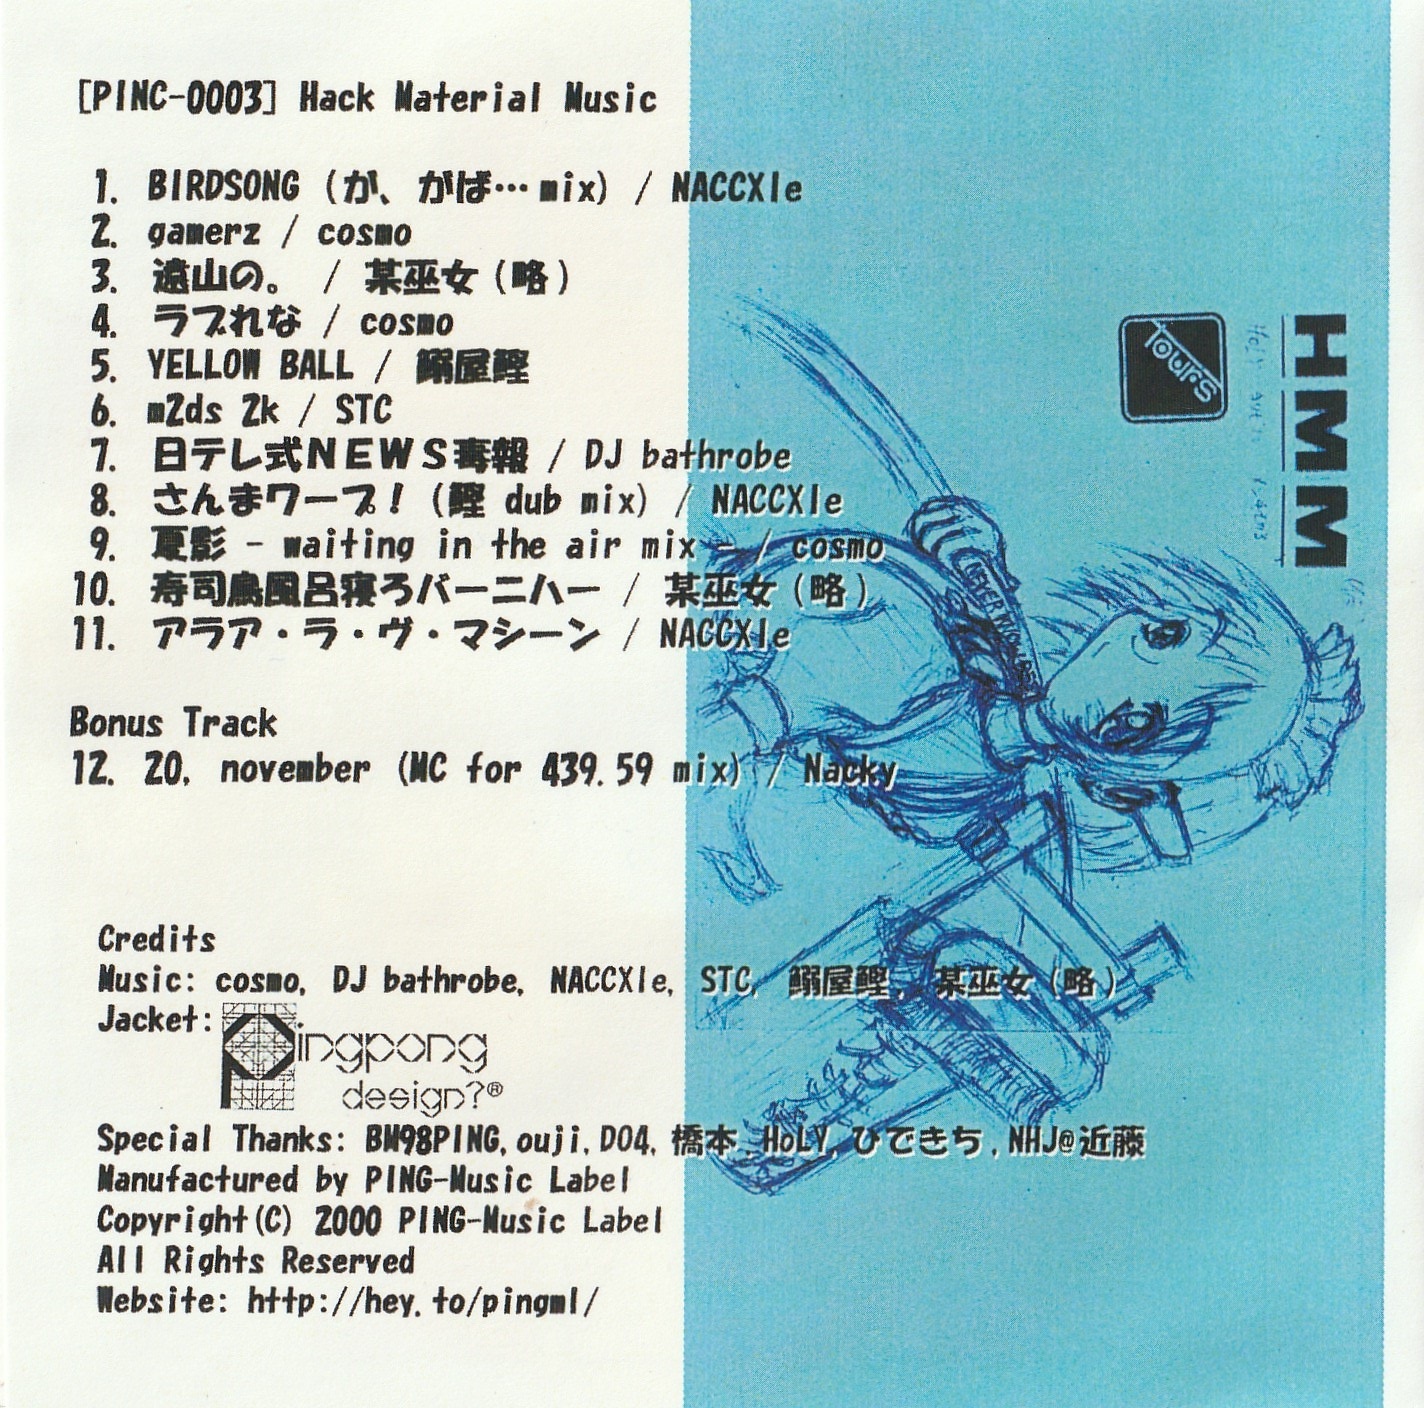 [PINC-0003] Hack Material Music
1. BIRDSONG (か、がば… mix) / NACCXle
2. gamerz / cosmo
3. 遠山の。 / 某巫女(略)
4. ラブれな / cosmo
5. YELLOW BALL / 鰯屋鰹
6. m2ds 2k / STC
7. 日テレ式NEWS毒報 / DJ bathrobe
8. さんまワープ! (鰹 dub mix) / NACCXle
9. 夏影 - waiting in the air mix - / cosmo
10. 寿司鳥風呂寝ろバーニハー / 某巫女(略)
11. アラア・ラ・ヴ・マシーン / NACCXle
Bonus Track
12. 20. november (MC for 439.59 mix) / Nacky
Credits
Music: cosmo, DJ bathrobe, NACCXle, STC, 鰯屋鰹, 某巫女(略)
Jacket: Pingpong
design?®
Special Thanks: BM98PING, ouji, D04, 橋本, HoLY, ひできち, NHJ@近藤
Manufactured by PING-Music Label
Copyright(C) 2000 PING-Music Label
All Rights Reserved
Website: http://hey.to/pingml/
HMM
tours